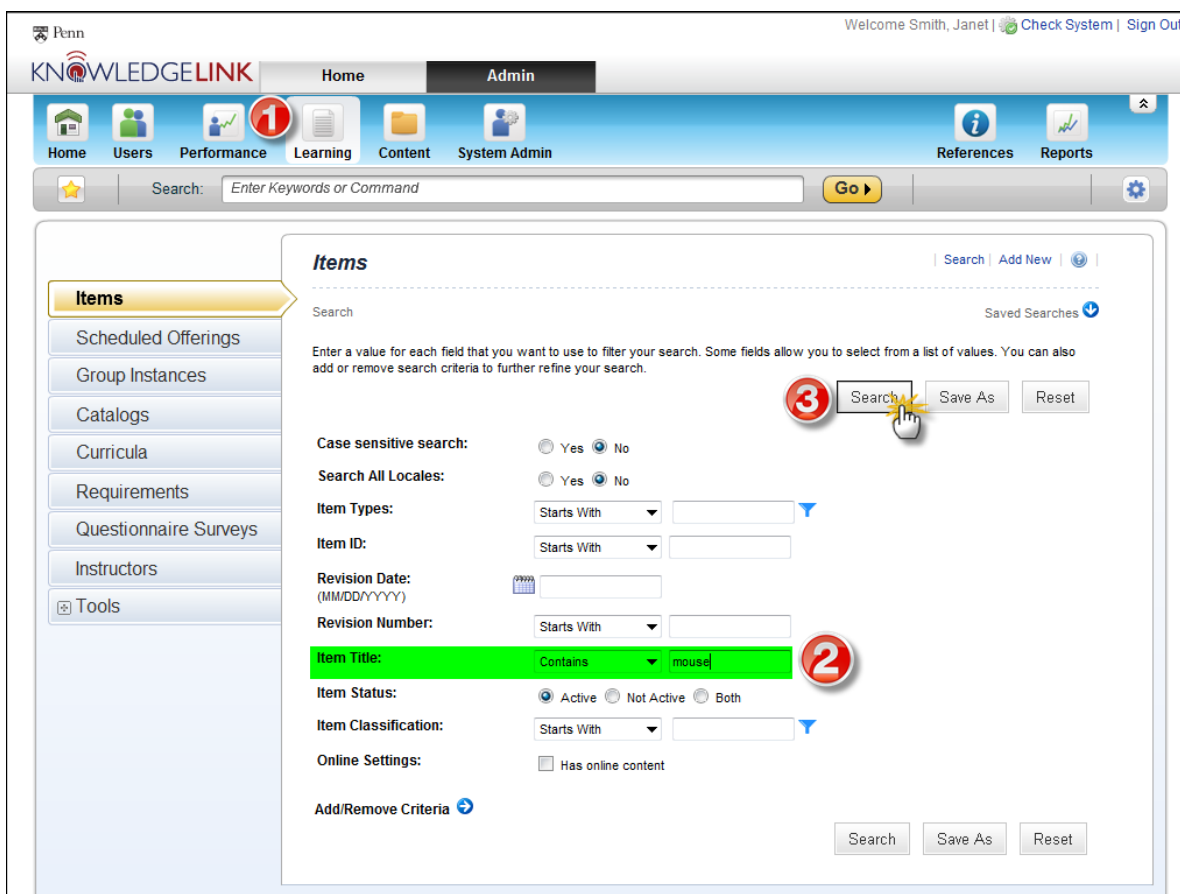 Penn
Welcome Smith, Janet | Check System | Sign Out
KNOWLEDGELINK
Home Admin
1
Home Users Performance Learning Content System Admin References Reports
Search: Enter Keywords or Command Go
Items | Search | Add New | ? |
Items
Search Saved Searches
Scheduled Offerings
Enter a value for each field that you want to use to filter your search. Some fields allow you to select from a list of values. You can also
add or remove search criteria to further refine your search.
Group Instances
3 Search Save As Reset
Catalogs
Curricula
Requirements
Questionnaire Surveys
Instructors
Tools
Case sensitive search: Yes No
Search All Locales: Yes No
Item Types: Starts With
Item ID: Starts With
Revision Date:
(MM/DD/YYYY)
Revision Number: Starts With
Item Title: Contains mouse 2
Item Status: Active Not Active Both
Item Classification: Starts With
Online Settings: Has online content
Add/Remove Criteria
Search Save As Reset